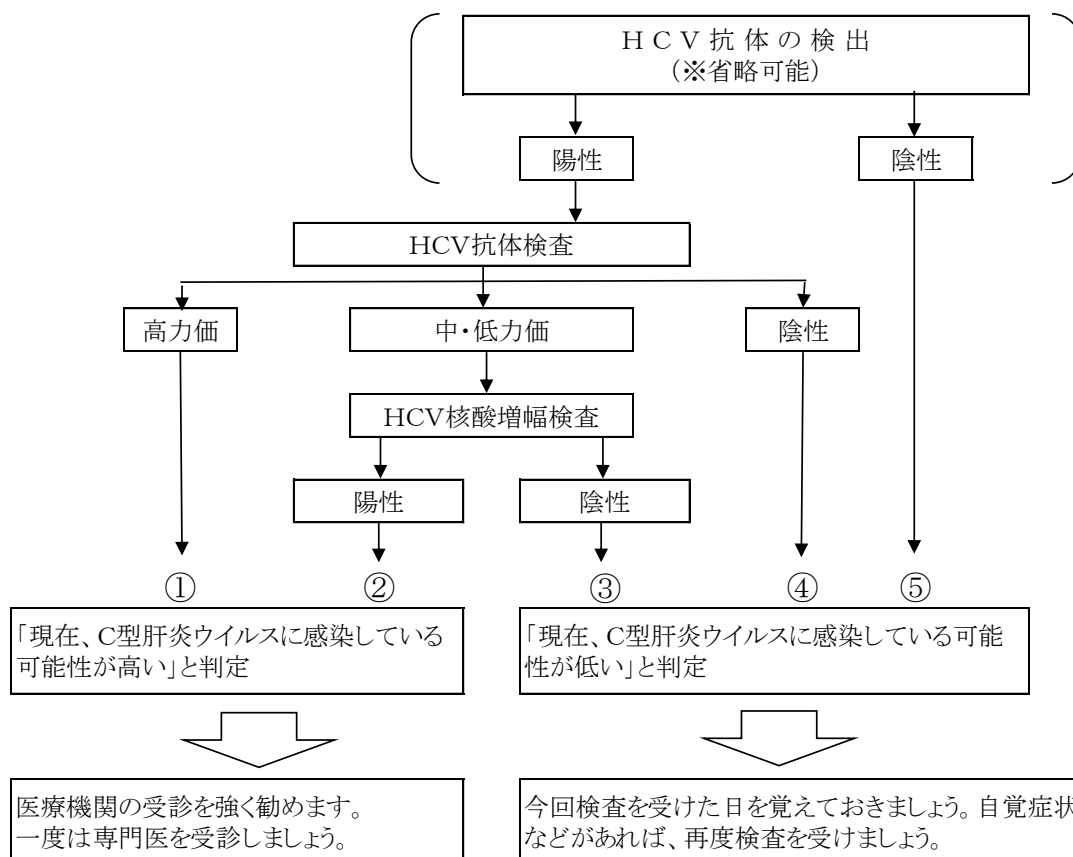 HCV抗体の検出
(※省略可能)
陽性
陰性
HCV抗体検査
高力価
中・低力価
陰性
HCV核酸増幅検査
陽性
陰性
①
②
③
④
⑤
「現在、C型肝炎ウイルスに感染している
可能性が高い」と判定
「現在、C型肝炎ウイルスに感染している可能
性が低い」と判定
医療機関の受診を強く勧めます。
一度は専門医を受診しましょう。
今回検査を受けた日を覚えておきましょう。自覚症状
などがあれば、再度検査を受けましょう。